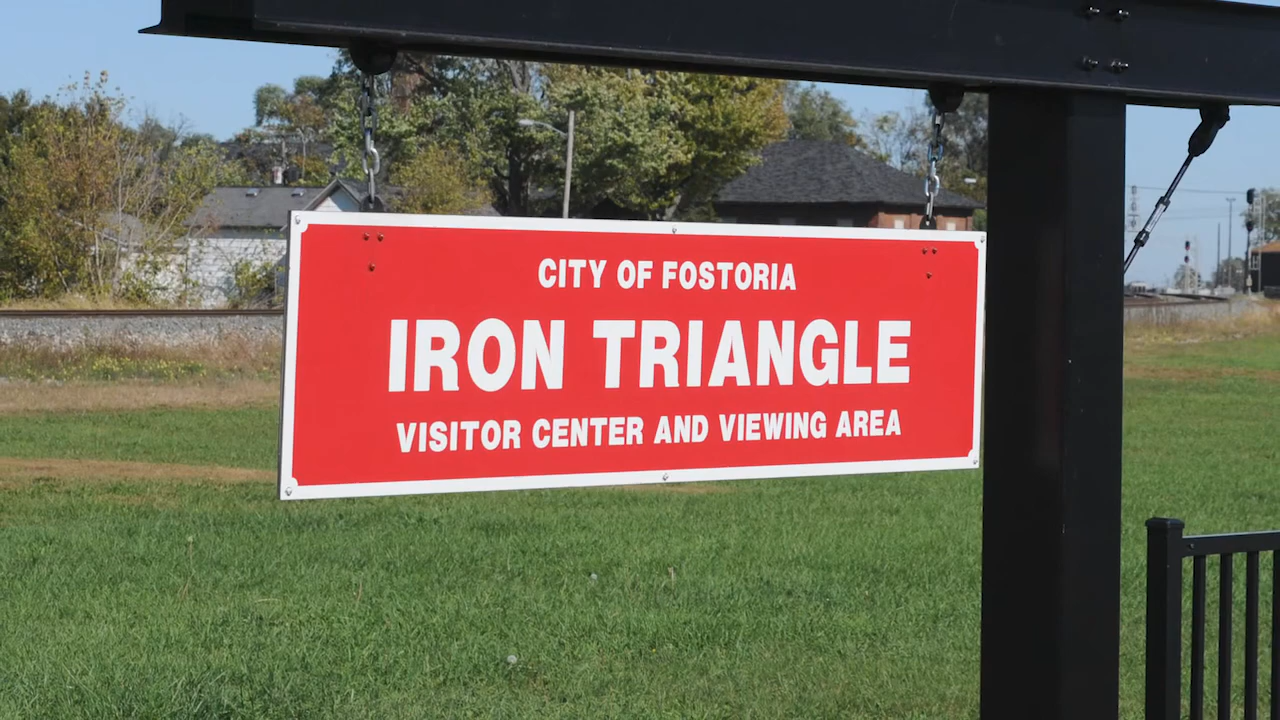 CITY OF FOSTORIA
IRON TRIANGLE
VISITOR CENTER AND VIEWING AREA